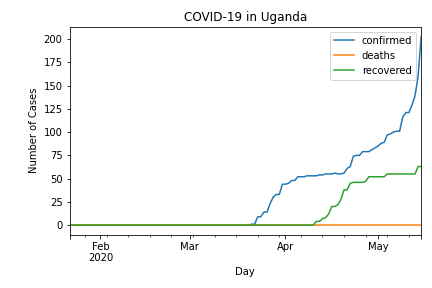 COVID-19 in Uganda
confirmed
deaths
recovered
200
175
150
125
100
75
50
25
0
Number of Cases
Feb
2020
Mar
Apr
May
Day